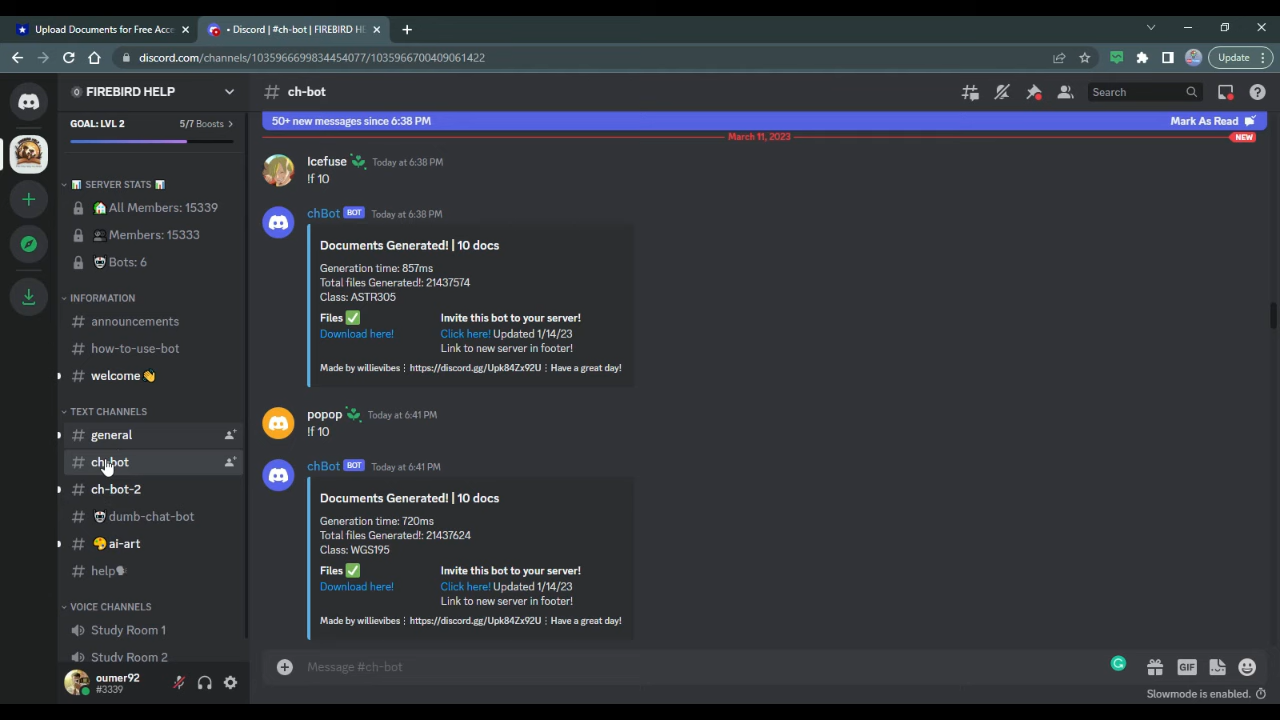 Upload Documents for Free Acce
• Discord | #ch-bot | FIREBIRD HE
discord.com/channels/1035966699834454077/1035966700409061422
Update
FIREBIRD HELP
# ch-bot
Search
GOAL: LVL 2 5/7 Boosts >
50+ new messages since 6:38 PM Mark As Read
March 11, 2023 NEW
SERVER STATS
All Members: 15339
Members: 15333
Bots: 6
INFORMATION
# announcements
# how-to-use-bot
# welcome
TEXT CHANNELS
# general
# ch-bot
# ch-bot-2
# dumb-chat-bot
# ai-art
# help
VOICE CHANNELS
Study Room 1
Study Room 2
oumer92
#3339
Icefuse Today at 6:38 PM
!f 10
chBot BOT Today at 6:38 PM
Documents Generated! | 10 docs
Generation time: 857ms
Total files Generated!: 21437574
Class: ASTR305
Files ✅ Invite this bot to your server!
Download here! Click here! Updated 1/14/23
Link to new server in footer!
Made by willievibes ⋮ https://discord.gg/Upk84Zx92U ⋮ Have a great day!
popop Today at 6:41 PM
!f 10
chBot BOT Today at 6:41 PM
Documents Generated! | 10 docs
Generation time: 720ms
Total files Generated!: 21437624
Class: WGS195
Files ✅ Invite this bot to your server!
Download here! Click here! Updated 1/14/23
Link to new server in footer!
Made by willievibes ⋮ https://discord.gg/Upk84Zx92U ⋮ Have a great day!
Message #ch-bot
GIF
Slowmode is enabled.